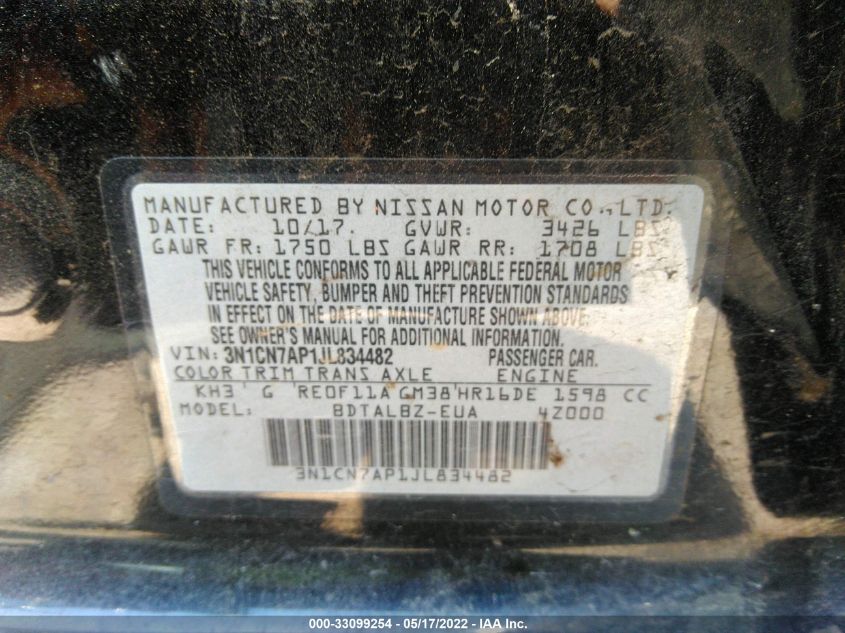 MANUFACTURED BY NISSAN MOTOR CO., LTD.
DATE: 10/17. GVWR: 3426 LBS
GAWR FR: 1750 LBS GAWR RR: 1708 LBS
THIS VEHICLE CONFORMS TO ALL APPLICABLE FEDERAL MOTOR
VEHICLE SAFETY, BUMPER AND THEFT PREVENTION STANDARDS
IN EFFECT ON THE DATE OF MANUFACTURE SHOWN ABOVE.
SEE OWNER'S MANUAL FOR ADDITIONAL INFORMATION.
VIN: 3N1CN7AP1JL834482 PASSENGER CAR.
COLOR TRIM TRANS AXLE ENGINE
KH3 G RE0F11A GM38 HR16DE 1598 CC
MODEL: BDTALBZ-EUA 4Z000
3N1CN7AP1JL834482
000-33099254 - 05/17/2022 - IAA Inc.